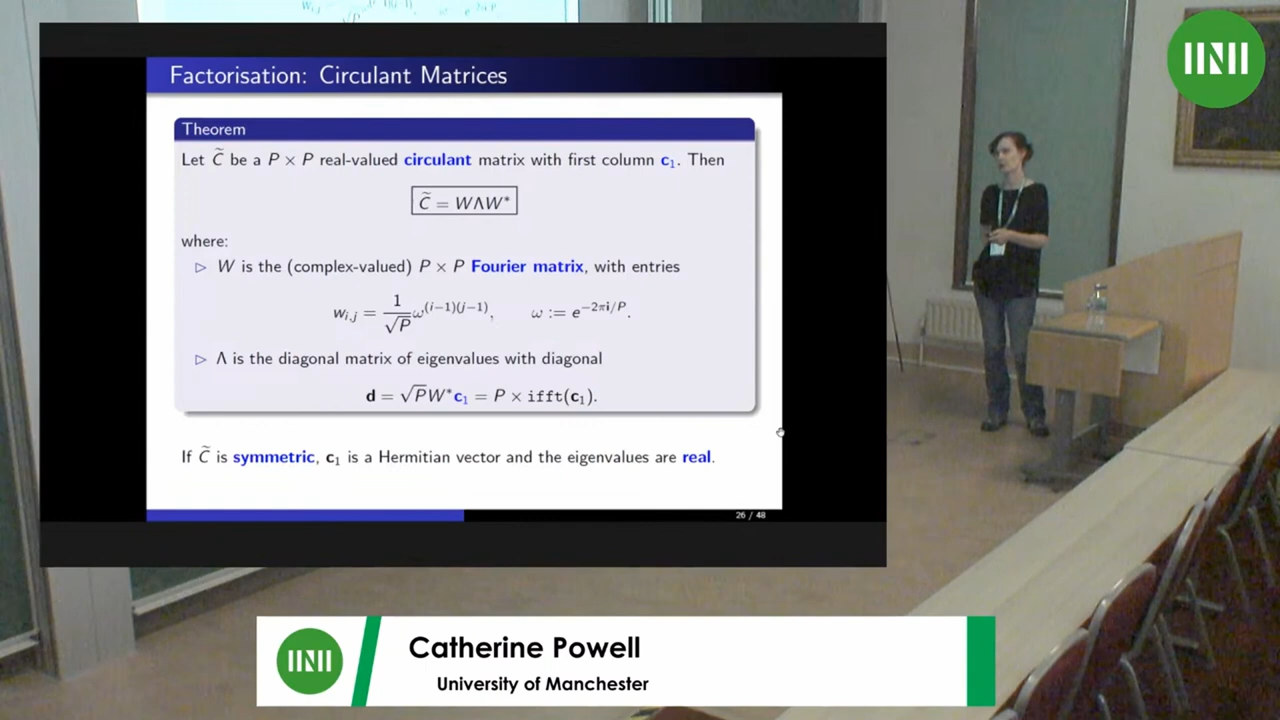 Factorisation: Circulant Matrices
Theorem
Let C̃ be a P × P real-valued circulant matrix with first column c₁. Then
C̃ = WΛW*
where:
▷ W is the (complex-valued) P × P Fourier matrix, with entries
wᵢ,ⱼ = 1/√P ω^(i−1)(j−1), ω := e^−2πi/P.
▷ Λ is the diagonal matrix of eigenvalues with diagonal
d = √P W*c₁ = P × ifft(c₁).
If C̃ is symmetric, c₁ is a Hermitian vector and the eigenvalues are real.
26 / 48
Catherine Powell
University of Manchester